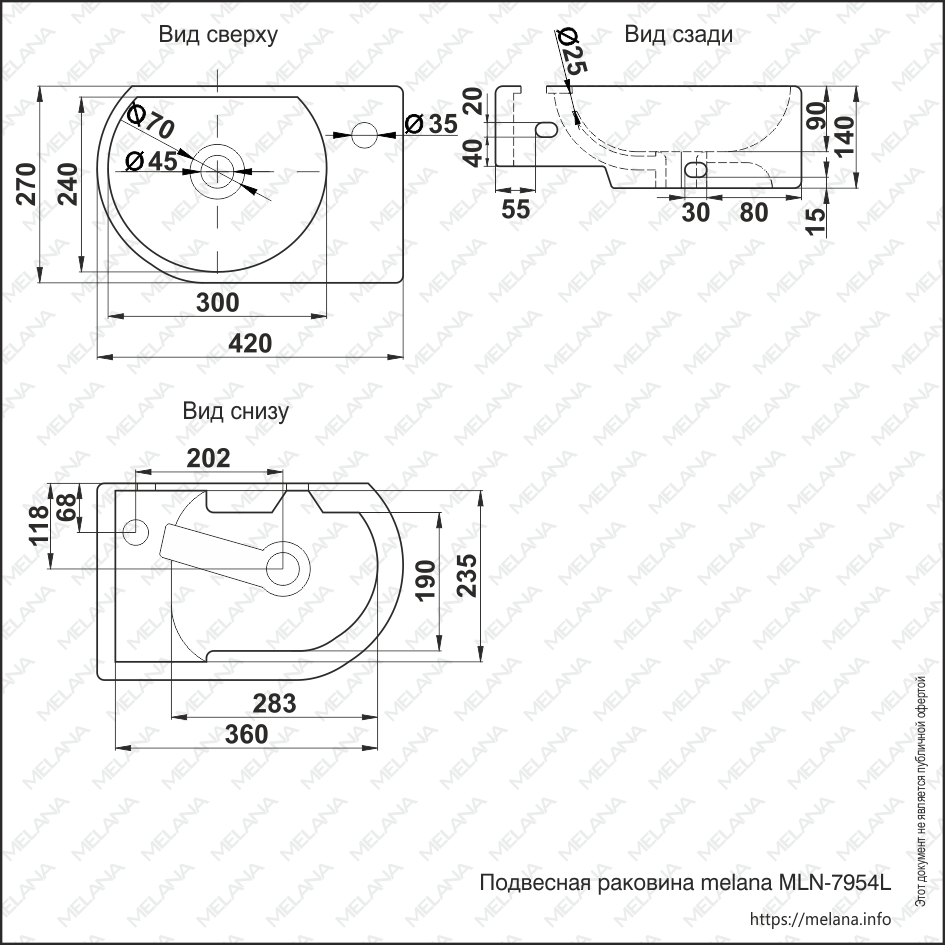 Вид сверху
Ø70
Ø45
Ø35
270
240
300
420
Вид сзади
Ø25
20
40
55
30
80
90
140
15
Вид снизу
202
118
68
190
235
283
360
Подвесная раковина melana MLN-7954L
https://melana.info
Этот документ не является публичной офертой
MELANA